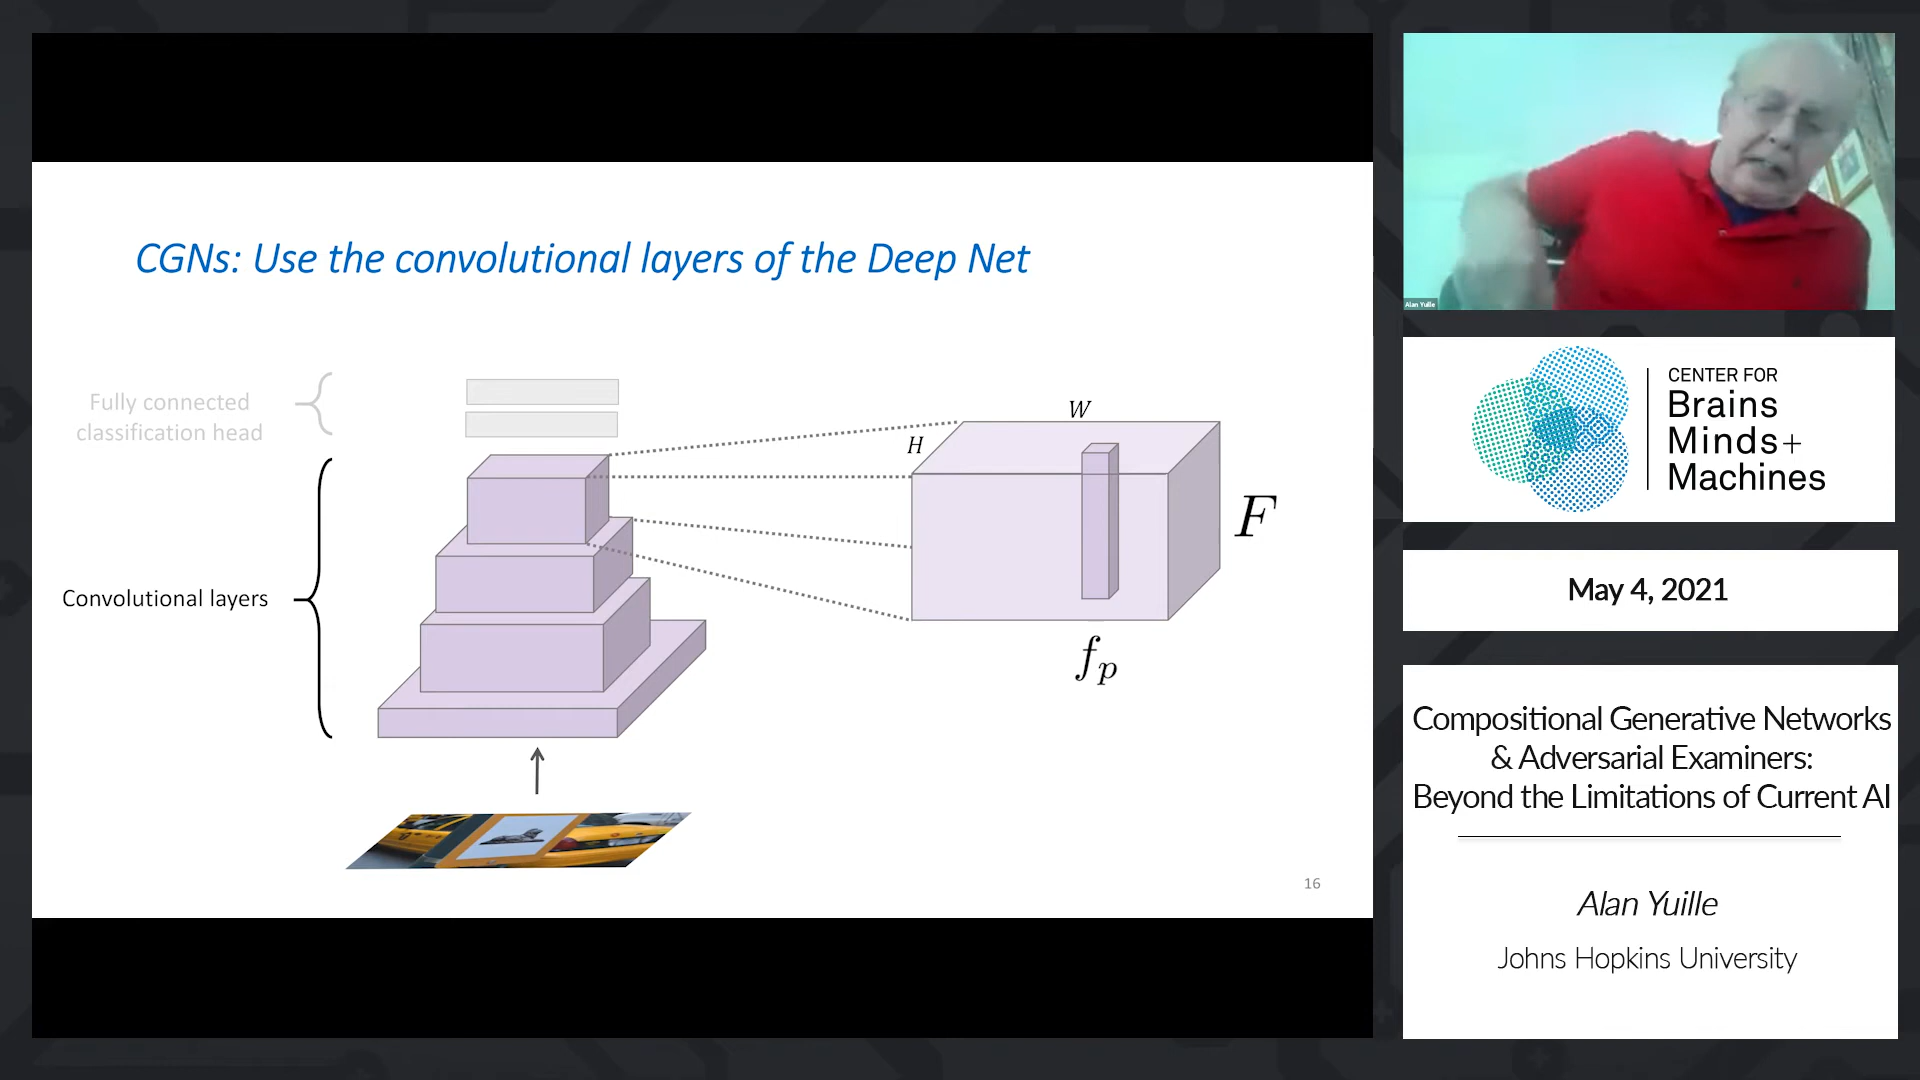 CGNs: Use the convolutional layers of the Deep Net
Fully connected
classification head
Convolutional layers
W
H
F
f_p
16
Alan Yuille
CENTER FOR
Brains
Minds+
Machines
May 4, 2021
Compositional Generative Networks
& Adversarial Examiners:
Beyond the Limitations of Current AI
Alan Yuille
Johns Hopkins University